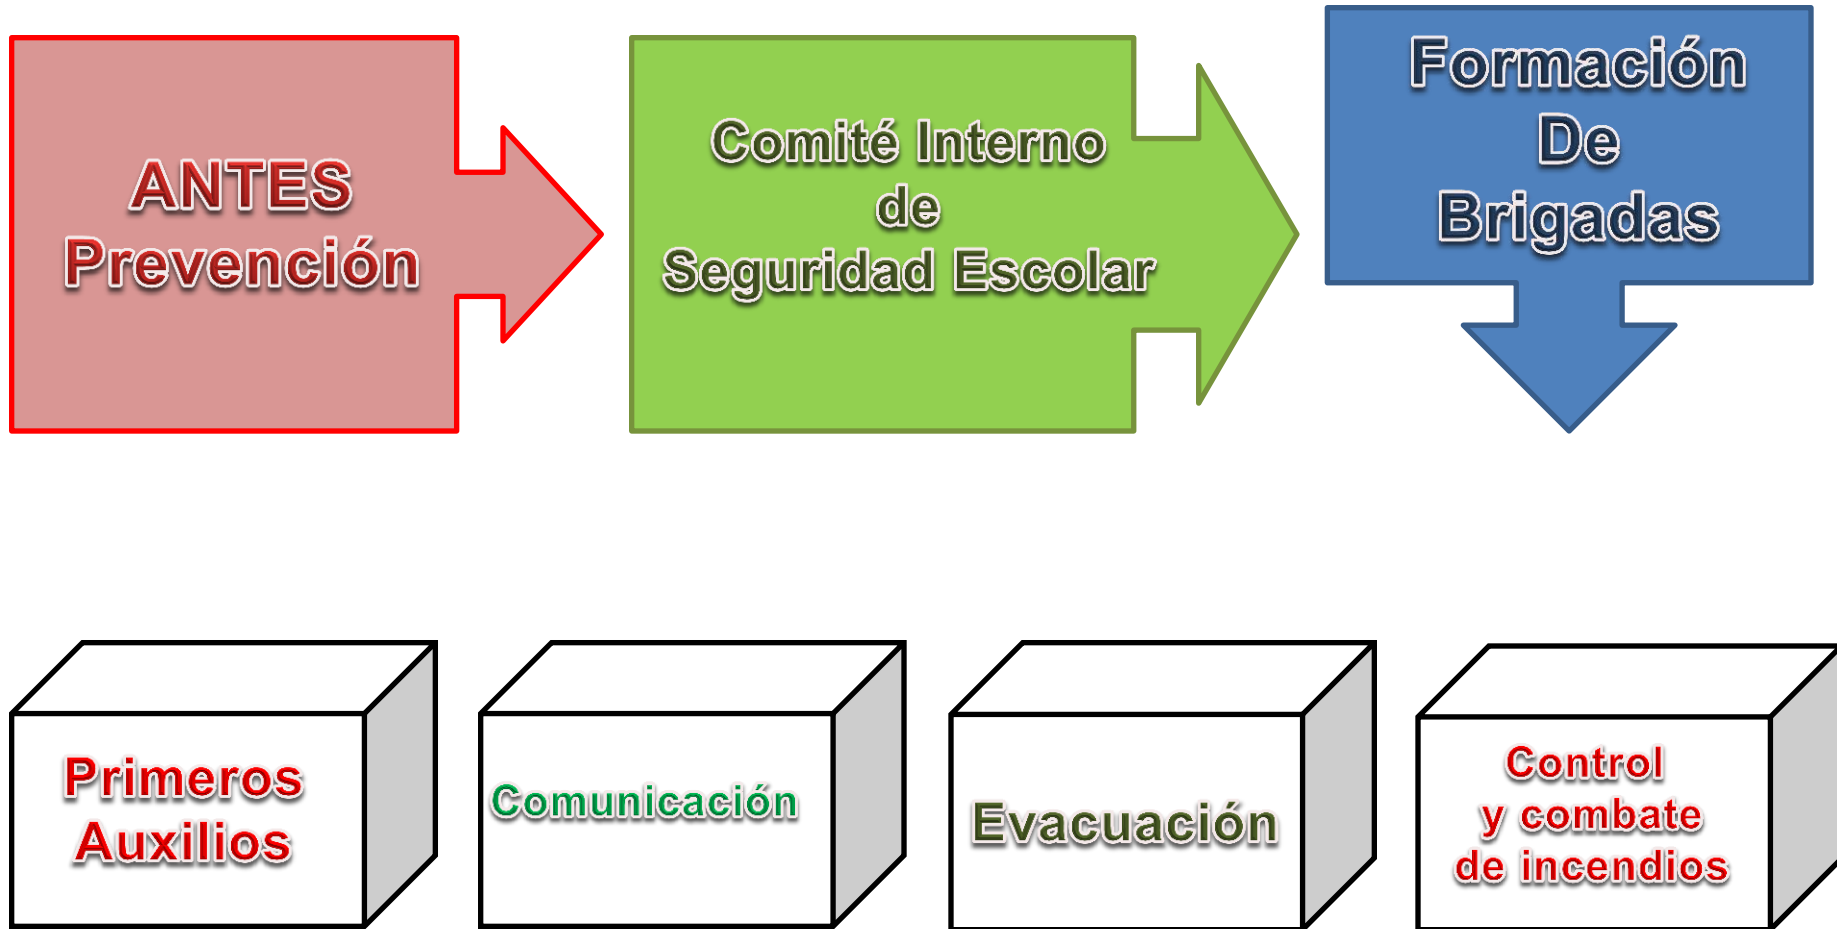 ANTES
Prevención
Comité Interno
de
Seguridad Escolar
Formación
De
Brigadas
Primeros
Auxilios
Comunicación
Evacuación
Control
y combate
de incendios